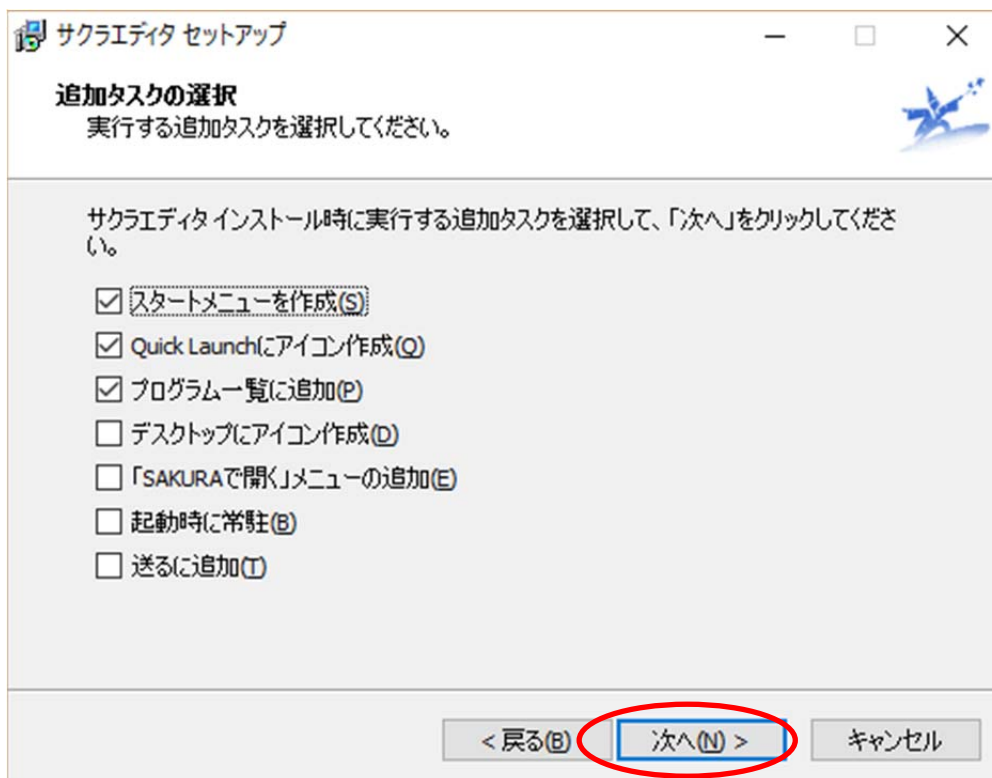 サクラエディタ セットアップ
追加タスクの選択
実行する追加タスクを選択してください。
サクラエディタ インストール時に実行する追加タスクを選択して、「次へ」をクリックしてくださ
い。
スタートメニューを作成(S)
Quick Launchにアイコン作成(Q)
プログラム一覧に追加(P)
デスクトップにアイコン作成(D)
「SAKURAで開く」メニューの追加(E)
起動時に常駐(B)
送るに追加(T)
< 戻る(B) 次へ(N) > キャンセル